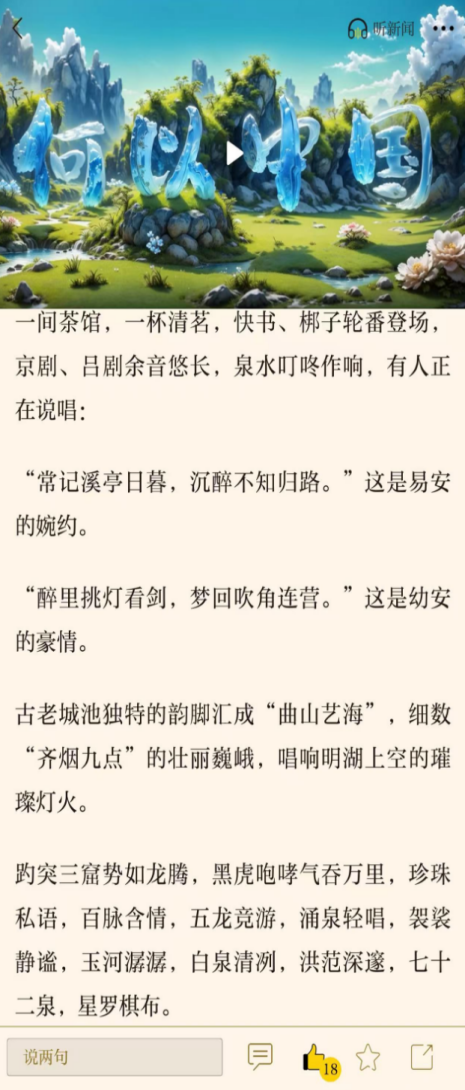 听新闻
何以中国
一间茶馆，一杯清茗，快书、梆子轮番登场，
京剧、吕剧余音悠长，泉水叮咚作响，有人正
在说唱：
“常记溪亭日暮，沉醉不知归路。”这是易安
的婉约。
“醉里挑灯看剑，梦回吹角连营。”这是幼安
的豪情。
古老城池独特的韵脚汇成“曲山艺海”，细数
“齐烟九点”的壮丽巍峨，唱响明湖上空的璀
璨灯火。
趵突三窟势如龙腾，黑虎咆哮气吞万里，珍珠
私语，百脉含情，五龙竞游，涌泉轻唱，袈裟
静谧，玉河潺潺，白泉清冽，洪范深邃，七十
二泉，星罗棋布。
说两句
18